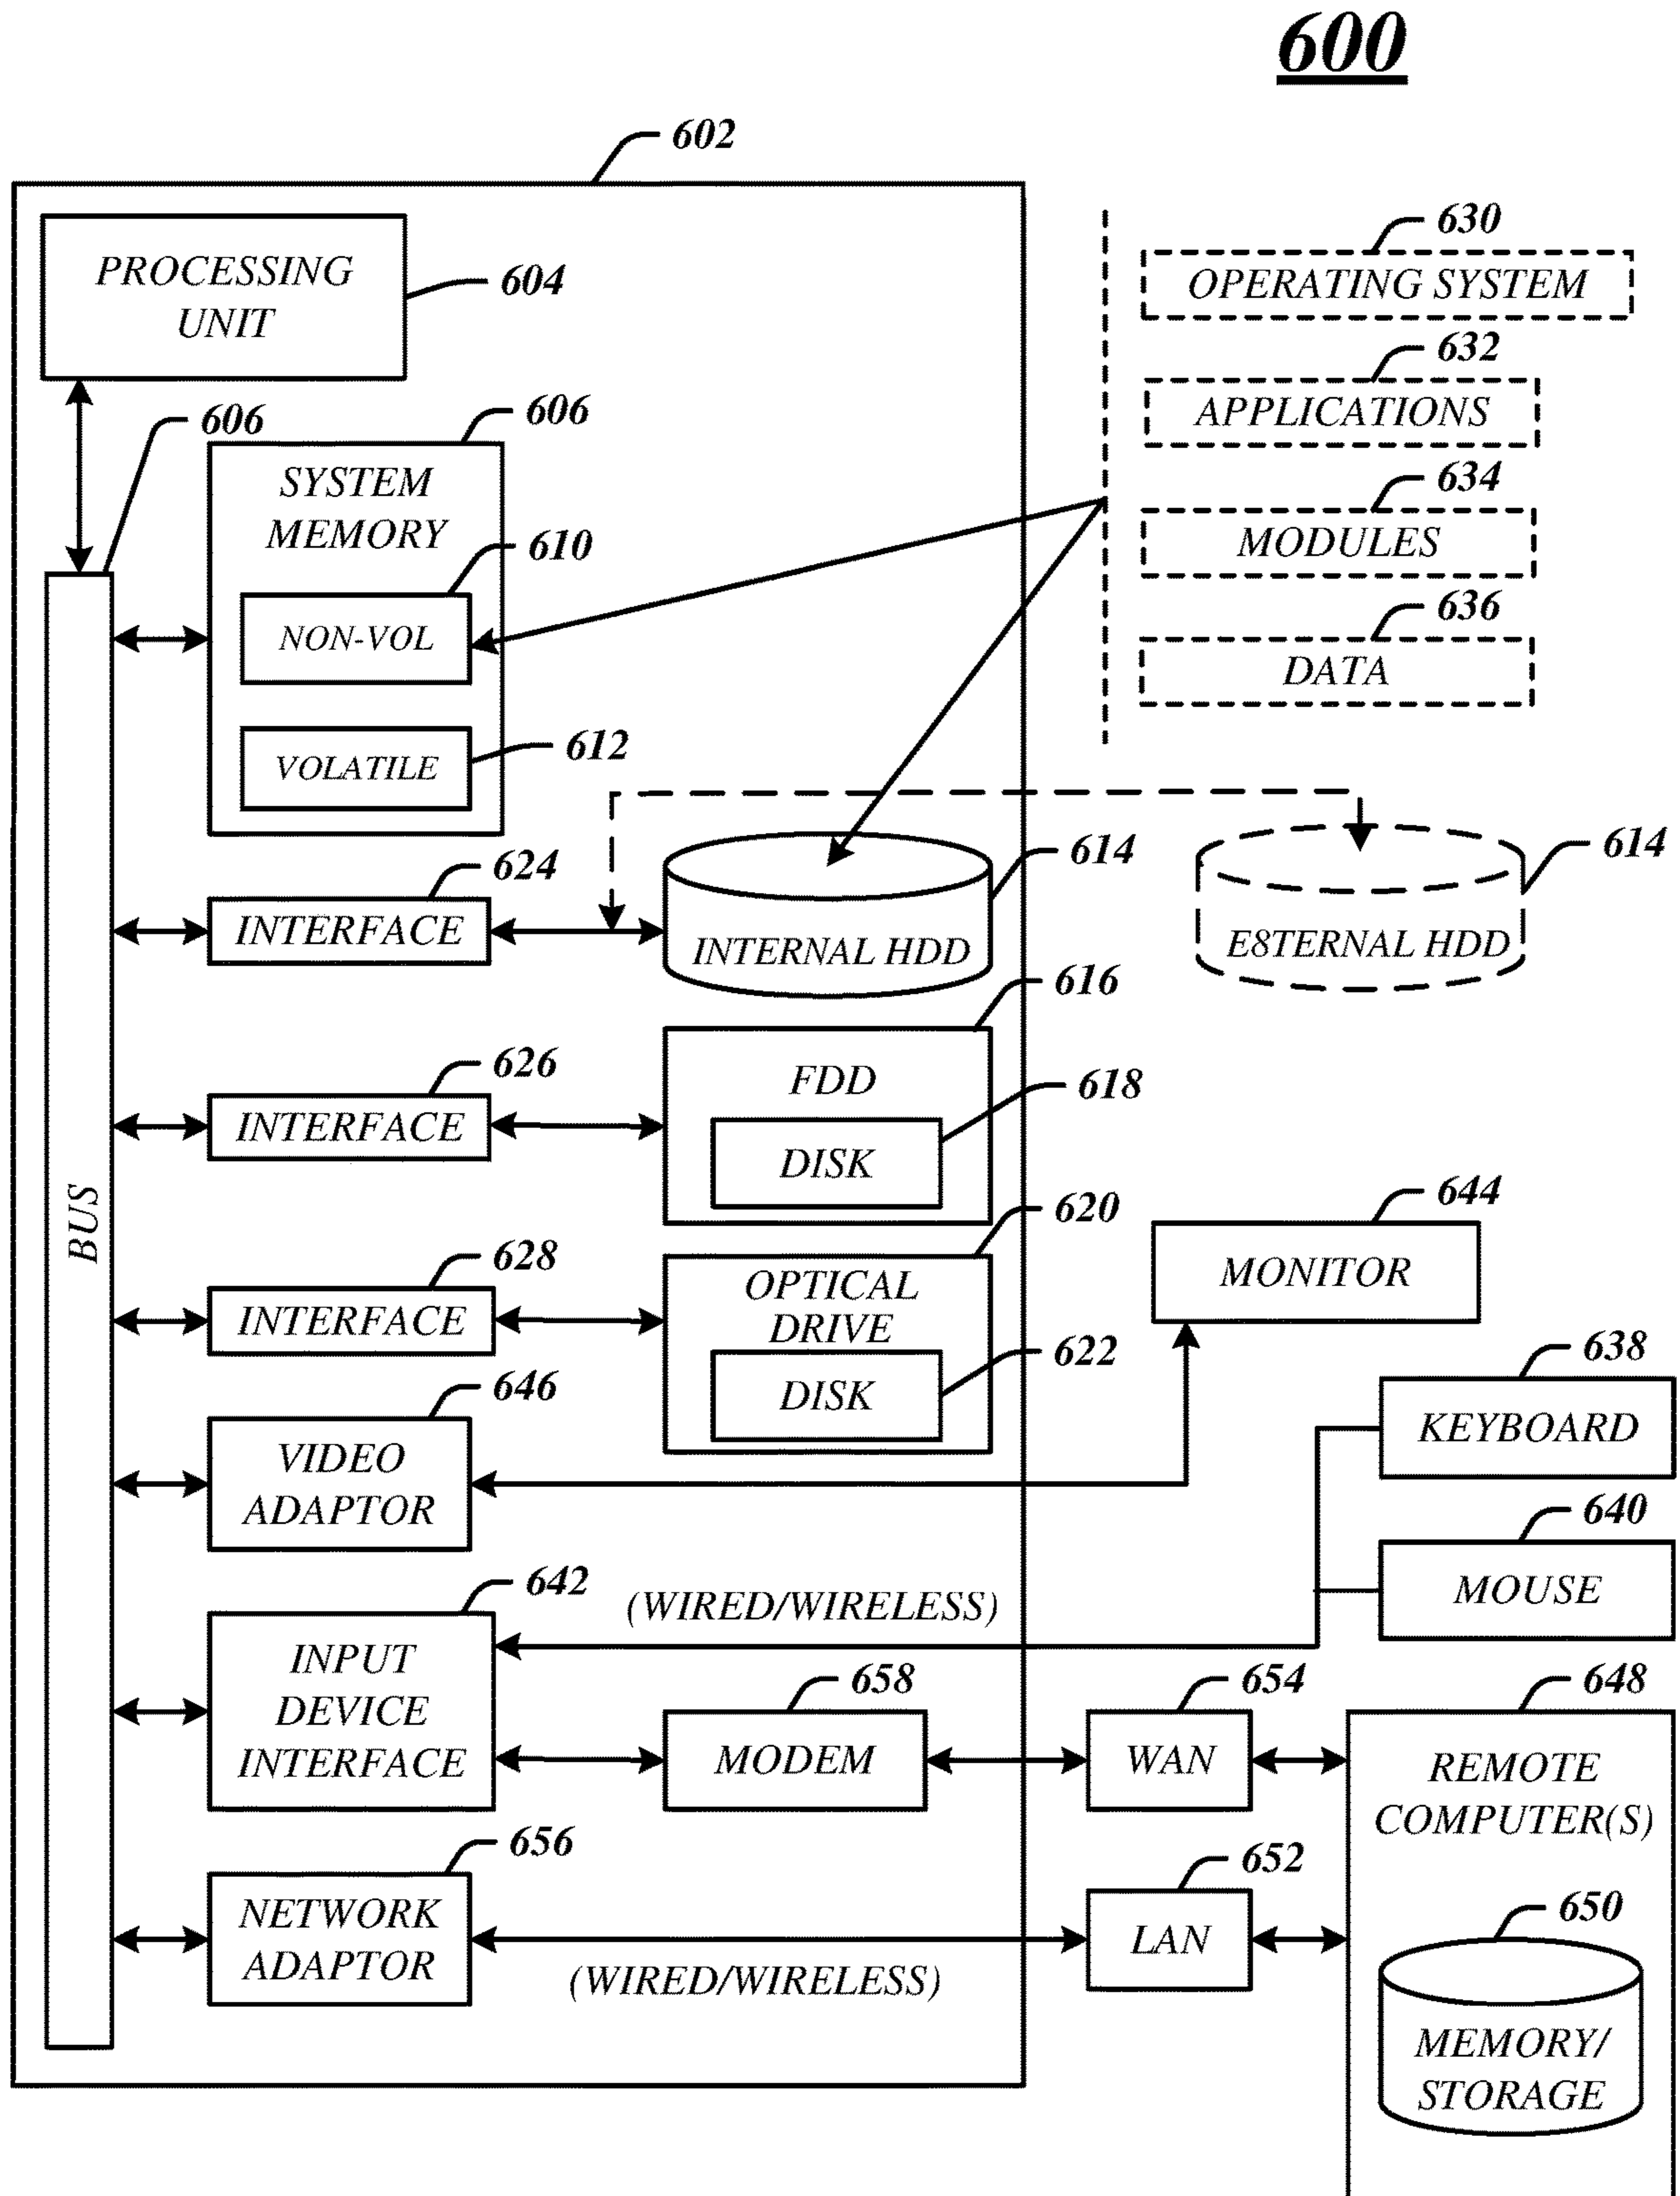 600
602
PROCESSING
UNIT
604
630
OPERATING SYSTEM
632
APPLICATIONS
634
MODULES
636
DATA
606
606
SYSTEM
MEMORY
610
NON-VOL
612
VOLATILE
624
INTERFACE
614
INTERNAL HDD
614
E8TERNAL HDD
616
FDD
618
DISK
626
INTERFACE
BUS
620
OPTICAL
DRIVE
622
DISK
628
INTERFACE
644
MONITOR
646
VIDEO
ADAPTOR
638
KEYBOARD
640
MOUSE
642
(WIRED/WIRELESS)
INPUT
DEVICE
INTERFACE
658
MODEM
654
WAN
648
REMOTE
COMPUTER(S)
656
NETWORK
ADAPTOR
(WIRED/WIRELESS)
652
LAN
650
MEMORY/
STORAGE